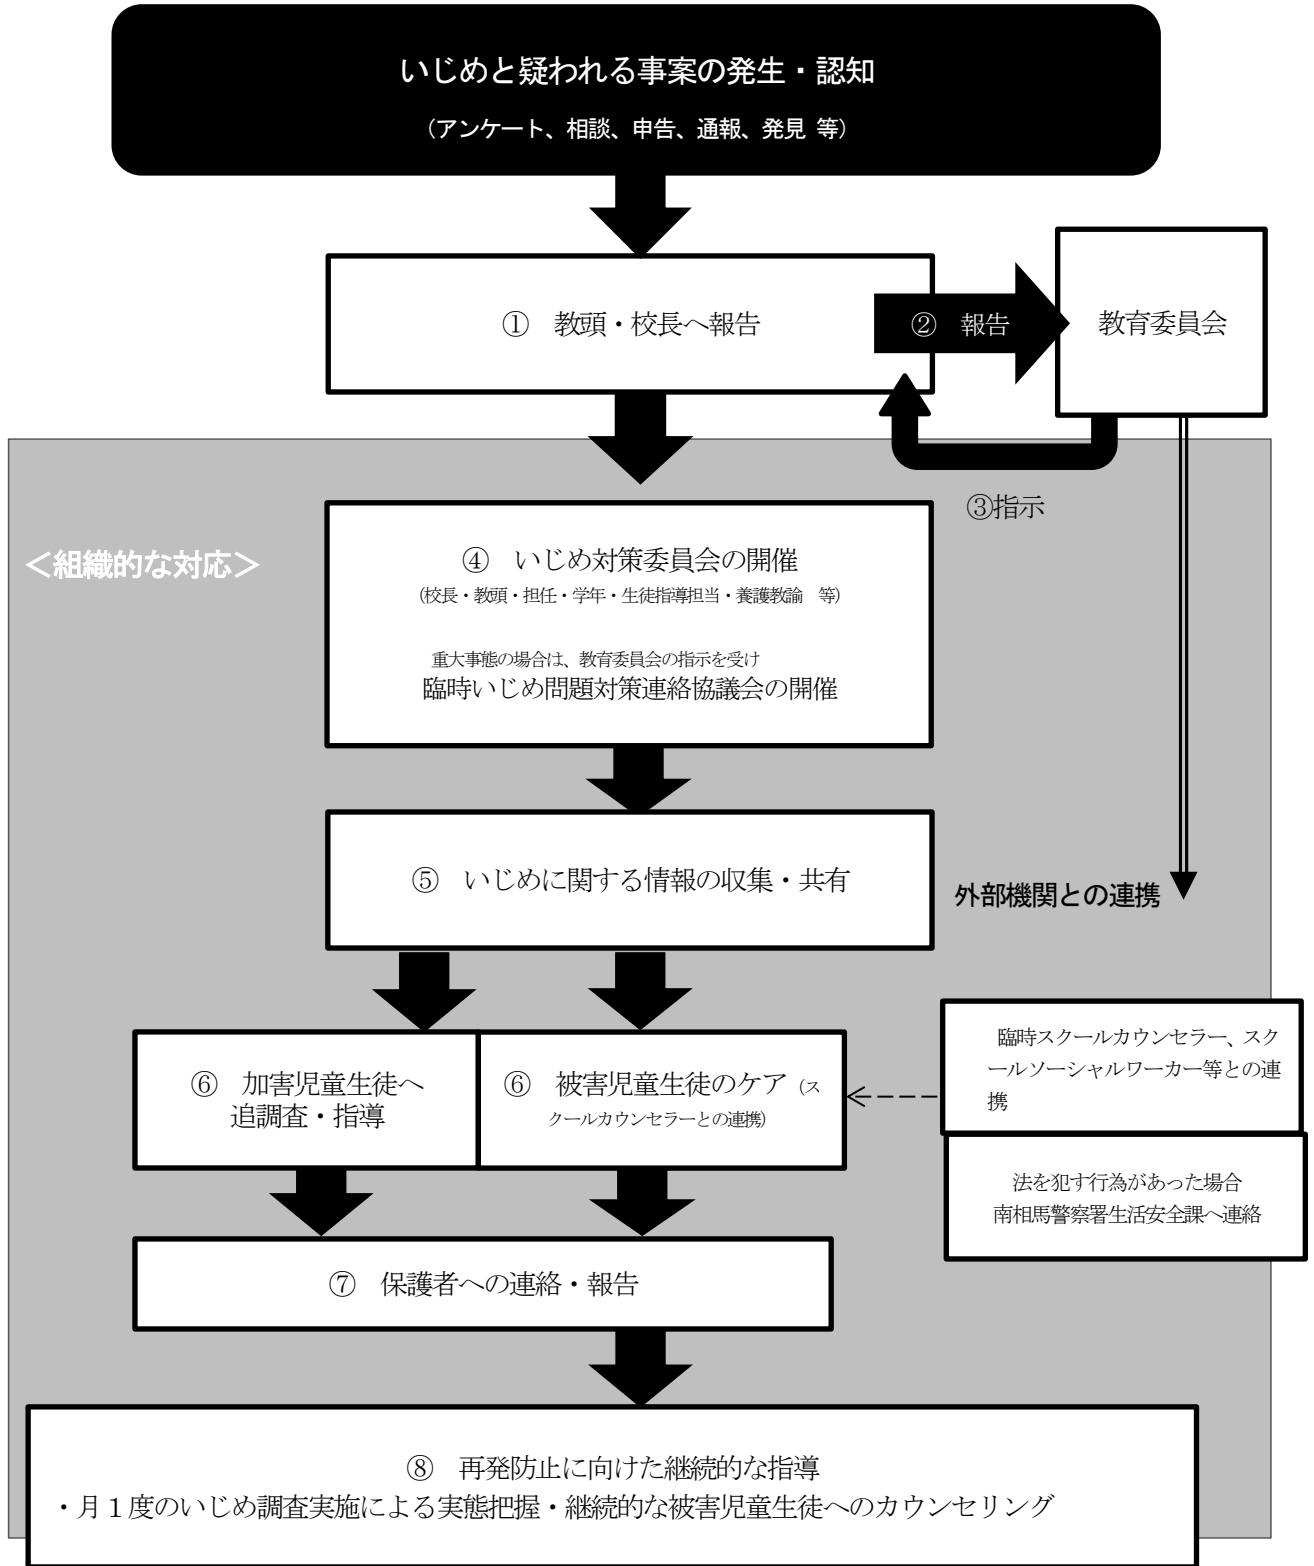 いじめと疑われる事案の発生・認知
（アンケート、相談、申告、通報、発見 等）
①　教頭・校長へ報告
②　報告
教育委員会
③指示
＜組織的な対応＞
④　いじめ対策委員会の開催
（校長・教頭・担任・学年・生徒指導担当・養護教諭　等）
重大事態の場合は、教育委員会の指示を受け
臨時いじめ問題対策連絡協議会の開催
⑤　いじめに関する情報の収集・共有
外部機関との連携
⑥　加害児童生徒へ
追調査・指導
⑥　被害児童生徒のケア（ス
クールカウンセラーとの連携）
臨時スクールカウンセラー、スク
ールソーシャルワーカー等との連
携
法を犯す行為があった場合
南相馬警察署生活安全課へ連絡
⑦　保護者への連絡・報告
⑧　再発防止に向けた継続的な指導
・月１度のいじめ調査実施による実態把握・継続的な被害児童生徒へのカウンセリング